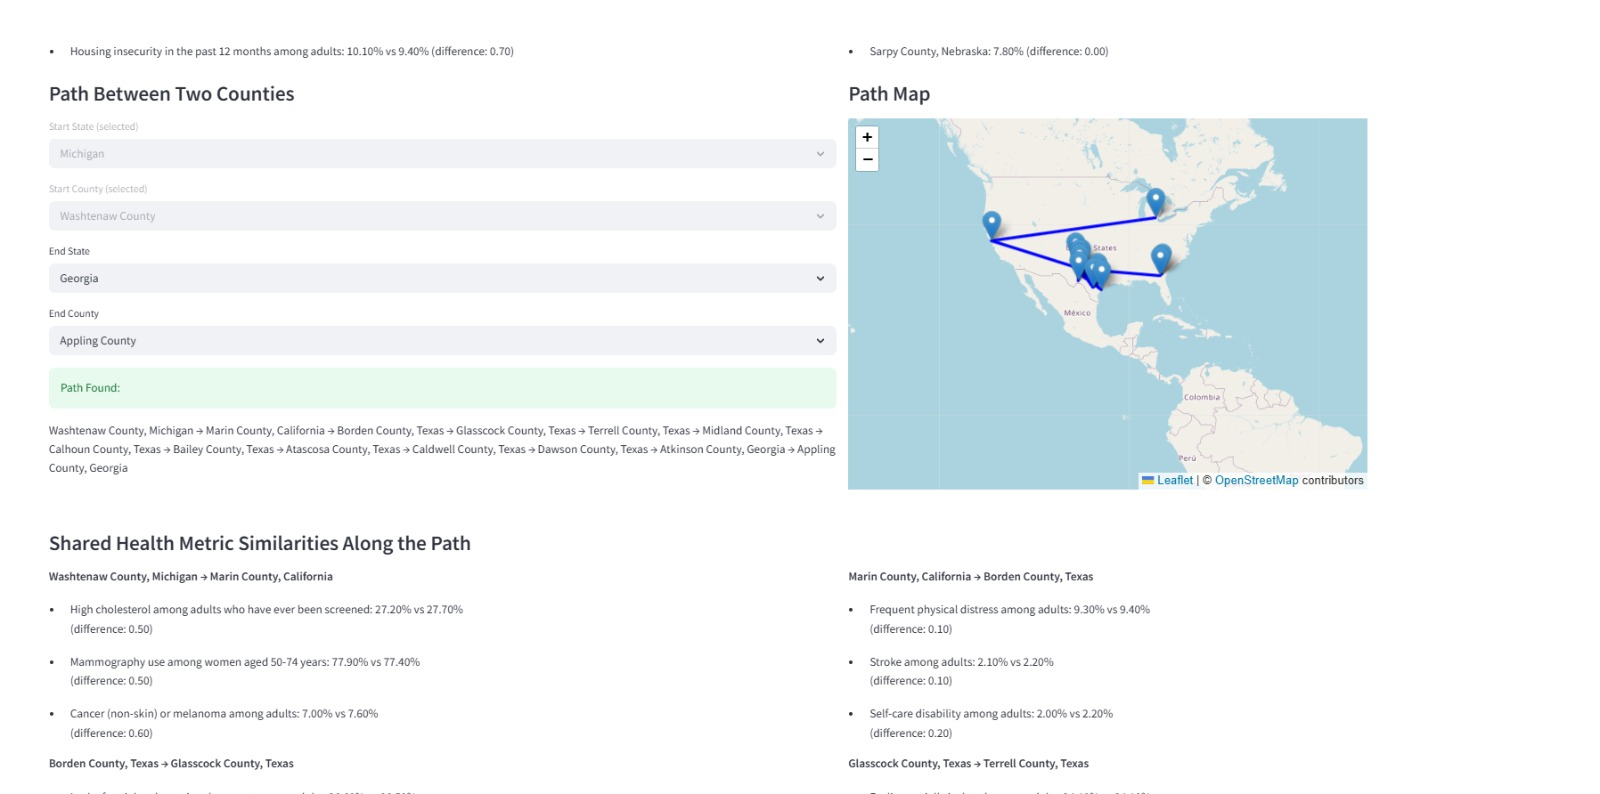 Housing insecurity in the past 12 months among adults: 10.10% vs 9.40% (difference: 0.70)
Sarpy County, Nebraska: 7.80% (difference: 0.00)
Path Between Two Counties
Start State (selected)
Michigan
Start County (selected)
Washtenaw County
End State
Georgia
End County
Appling County
Path Found:
Washtenaw County, Michigan → Marin County, California → Borden County, Texas → Glasscock County, Texas → Terrell County, Texas → Midland County, Texas →
Calhoun County, Texas → Bailey County, Texas → Atascosa County, Texas → Caldwell County, Texas → Dawson County, Texas → Atkinson County, Georgia → Appling
County, Georgia
Path Map
+
−
States
México
Colombia
Perú
Leaflet | © OpenStreetMap contributors
Shared Health Metric Similarities Along the Path
Washtenaw County, Michigan → Marin County, California
High cholesterol among adults who have ever been screened: 27.20% vs 27.70%
(difference: 0.50)
Mammography use among women aged 50-74 years: 77.90% vs 77.40%
(difference: 0.50)
Cancer (non-skin) or melanoma among adults: 7.00% vs 7.60%
(difference: 0.60)
Marin County, California → Borden County, Texas
Frequent physical distress among adults: 9.30% vs 9.40%
(difference: 0.10)
Stroke among adults: 2.10% vs 2.20%
(difference: 0.10)
Self-care disability among adults: 2.00% vs 2.20%
(difference: 0.20)
Borden County, Texas → Glasscock County, Texas
Glasscock County, Texas → Terrell County, Texas